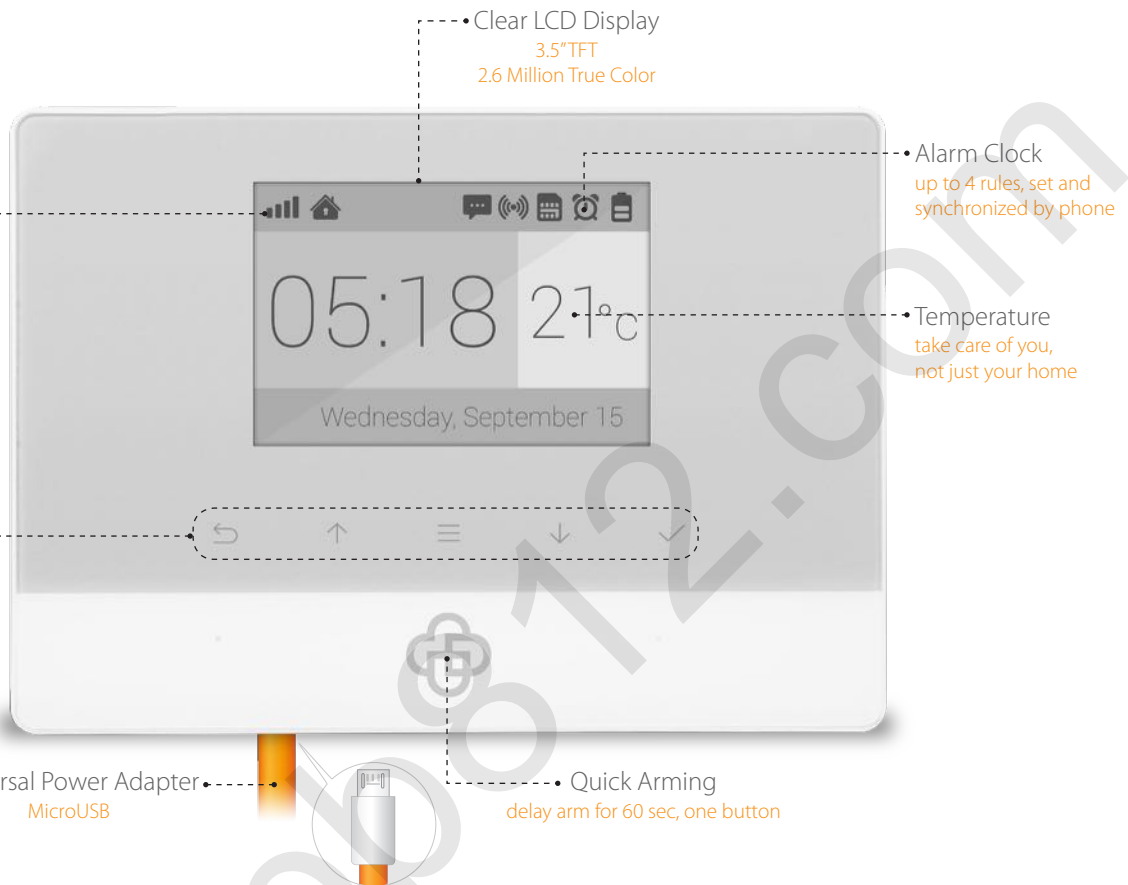 Clear LCD Display
3.5" TFT
2.6 Million True Color
Alarm Clock
up to 4 rules, set and
synchronized by phone
05:18
21°c
Temperature
take care of you,
not just your home
Wednesday, September 15
rsal Power Adapter
MicroUSB
Quick Arming
delay arm for 60 sec, one button
b812.com